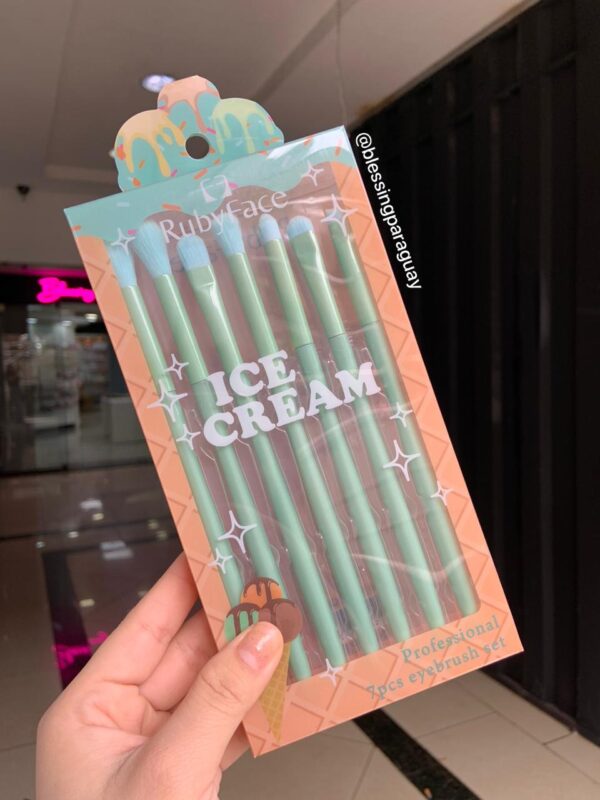 @blessingparaguay
RubyFace
ICE
CREAM
Professional
7pcs eyebrush set